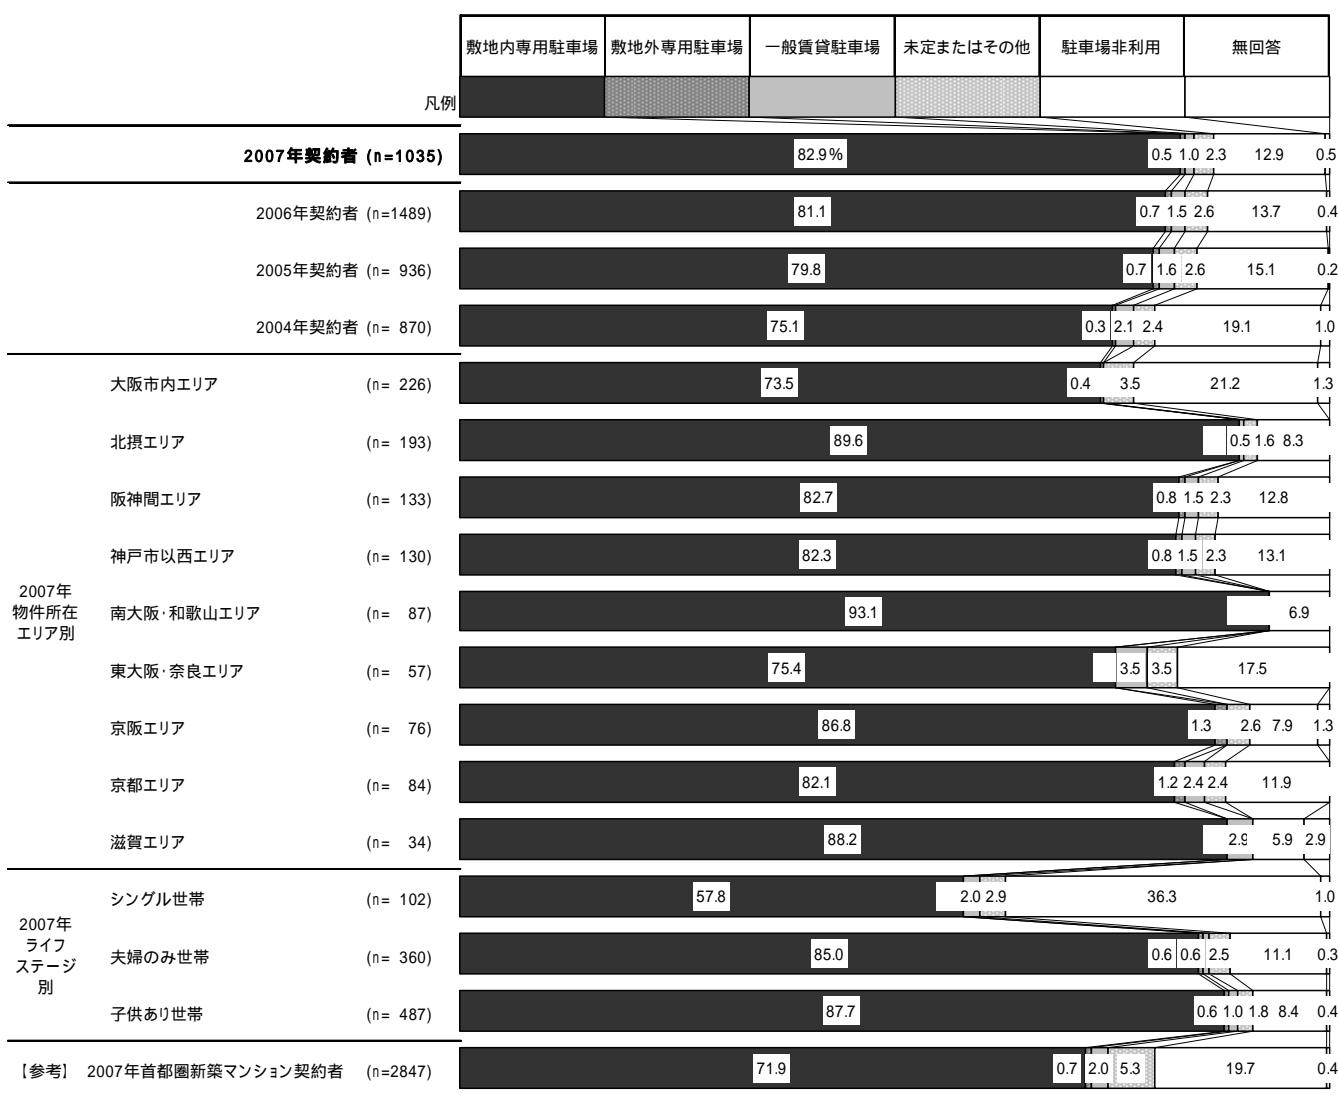 敷地内専用駐車場 敷地外専用駐車場 一般賃貸駐車場 未定またはその他 駐車場非利用 無回答
凡例
2007年契約者 (n=1035) 82.9% 0.5 1.0 2.3 12.9 0.5
2006年契約者 (n=1489) 81.1 0.7 1.5 2.6 13.7 0.4
2005年契約者 (n= 936) 79.8 0.7 1.6 2.6 15.1 0.2
2004年契約者 (n= 870) 75.1 0.3 2.1 2.4 19.1 1.0
2007年
物件所在
エリア別
大阪市内エリア (n= 226) 73.5 0.4 3.5 21.2 1.3
北摂エリア (n= 193) 89.6 0.5 1.6 8.3
阪神間エリア (n= 133) 82.7 0.8 1.5 2.3 12.8
神戸市以西エリア (n= 130) 82.3 0.8 1.5 2.3 13.1
南大阪･和歌山エリア (n= 87) 93.1 6.9
東大阪･奈良エリア (n= 57) 75.4 3.5 3.5 17.5
京阪エリア (n= 76) 86.8 1.3 2.6 7.9 1.3
京都エリア (n= 84) 82.1 1.2 2.4 2.4 11.9
滋賀エリア (n= 34) 88.2 2.9 5.9 2.9
2007年
ライフ
ステージ
別
シングル世帯 (n= 102) 57.8 2.0 2.9 36.3 1.0
夫婦のみ世帯 (n= 360) 85.0 0.6 0.6 2.5 11.1 0.3
子供あり世帯 (n= 487) 87.7 0.6 1.0 1.8 8.4 0.4
【参考】 2007年首都圏新築マンション契約者 (n=2847) 71.9 0.7 2.0 5.3 19.7 0.4